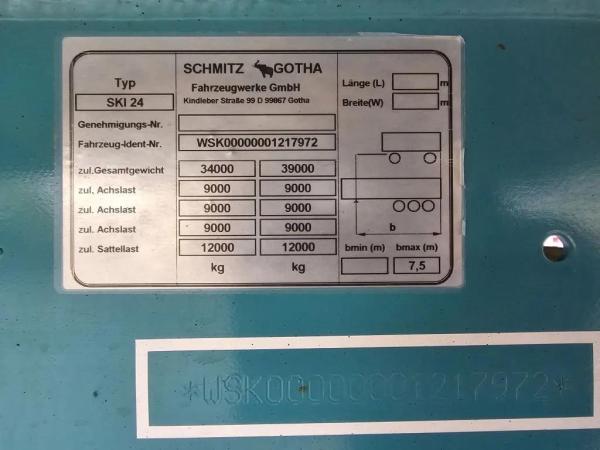 SCHMITZ GOTHA
Fahrzeugwerke GmbH
Kindleber Straße 99 D 99867 Gotha
Typ
SKI 24
Genehmigungs-Nr.
Fahrzeug-Ident-Nr. WSK00000001217972
zul.Gesamtgewicht 34000 39000
zul. Achslast 9000 9000
zul. Achslast 9000 9000
zul. Achslast 9000 9000
zul. Sattellast 12000 12000
kg kg
Länge (L) m
Breite(W) m
b
bmin (m) bmax (m)
7,5
*WSK00000001217972*